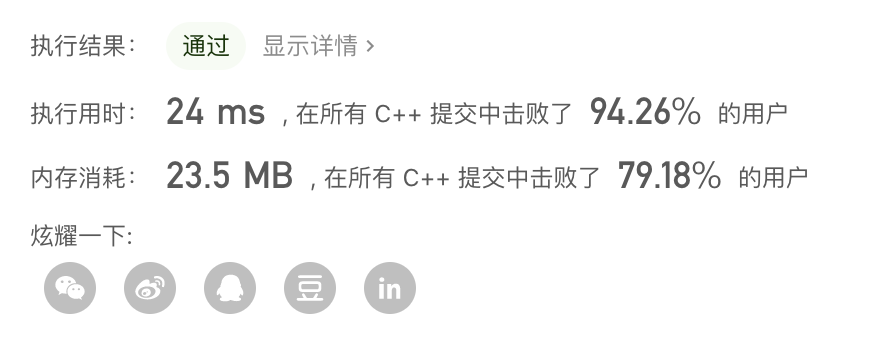 执行结果： 通过 显示详情 >
执行用时： 24 ms , 在所有 C++ 提交中击败了 94.26% 的用户
内存消耗： 23.5 MB , 在所有 C++ 提交中击败了 79.18% 的用户
炫耀一下:
豆 in